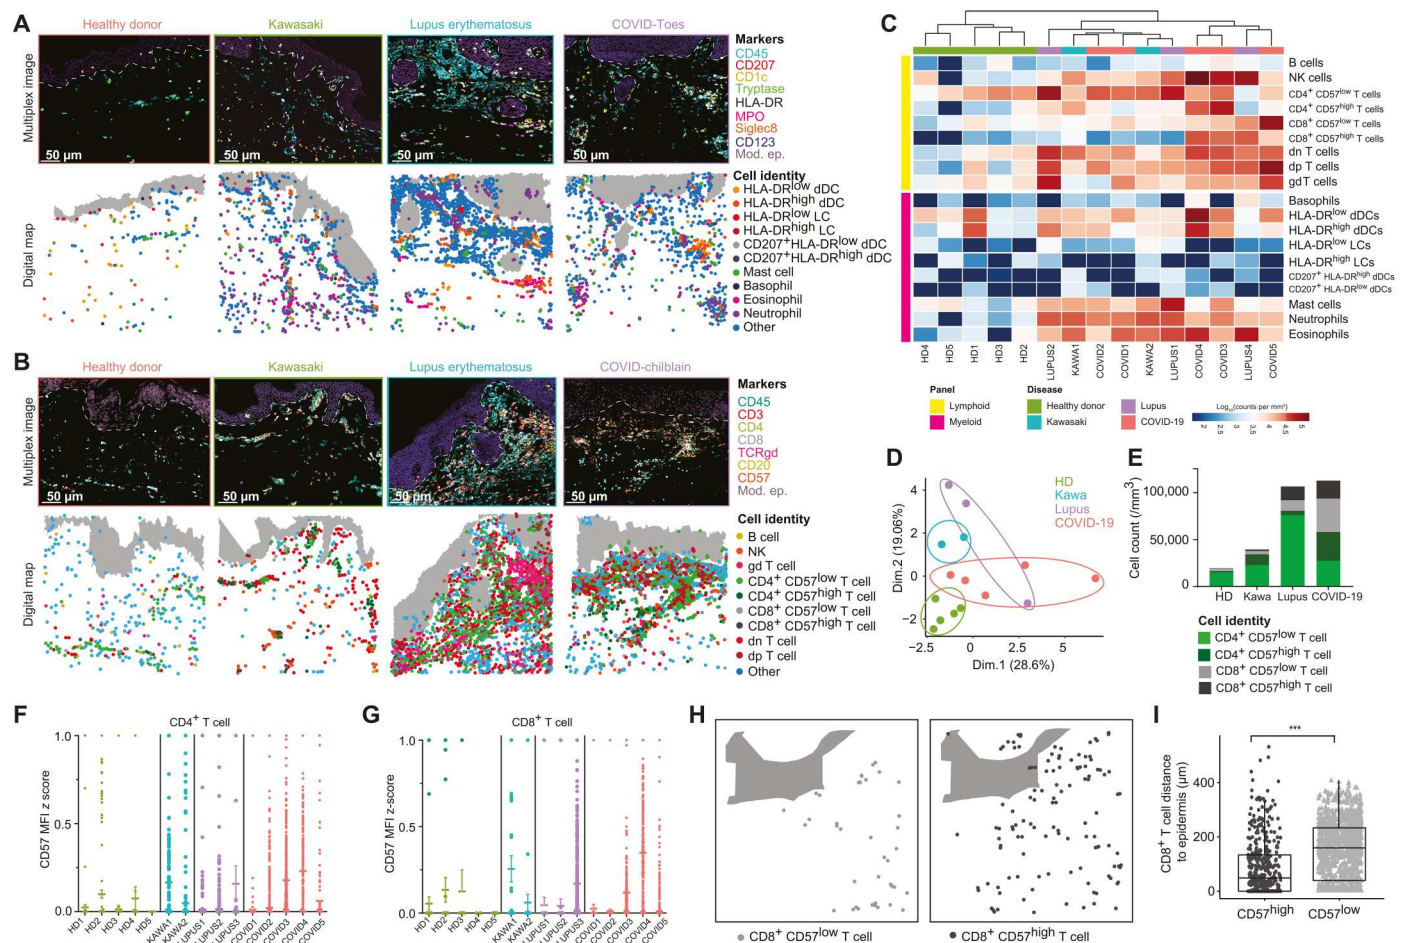 A
Healthy donor
Kawasaki
Lupus erythematosus
COVID-Toes
Multiplex image
50 µm
50 µm
50 µm
50 µm
Markers
CD45
CD207
CD1c
Tryptase
HLA-DR
MPO
Siglec8
CD123
Mod. ep.
Digital map
Cell identity
HLA-DRlow dDC
HLA-DRhigh dDC
HLA-DRlow LC
HLA-DRhigh LC
CD207+HLA-DRlow dDC
CD207+HLA-DRhigh dDC
Mast cell
Basophil
Eosinophil
Neutrophil
Other
B
Healthy donor
Kawasaki
Lupus erythematosus
COVID-chilblain
Multiplex image
50 µm
50 µm
50 µm
50 µm
Markers
CD45
CD3
CD4
CD8
TCRgd
CD20
CD57
Mod. ep.
Digital map
Cell identity
B cell
NK
gd T cell
CD4+ CD57low T cell
CD4+ CD57high T cell
CD8+ CD57low T cell
CD8+ CD57high T cell
dn T cell
dp T cell
Other
C
B cells
NK cells
CD4+ CD57low T cells
CD4+ CD57high T cells
CD8+ CD57low T cells
CD8+ CD57high T cells
dn T cells
dp T cells
gdT cells
Basophils
HLA-DRlow dDCs
HLA-DRhigh dDCs
HLA-DRlow LCs
HLA-DRhigh LCs
CD207+ HLA-DRhigh dDCs
CD207+ HLA-DRlow dDCs
Mast cells
Neutrophils
Eosinophils
HD4
HD5
HD1
HD3
HD2
LUPUS2
KAWA1
COVID2
COVID1
KAWA2
LUPUS1
COVID4
COVID3
LUPUS4
COVID5
Panel
Lymphoid
Myeloid
Disease
Healthy donor
Kawasaki
Lupus
COVID-19
Log10(counts per mm3)
2 2.5 3 3.5 4 4.5 5
D
HD
Kawa
Lupus
COVID-19
Dim.2 (19.06%)
4
2
0
−2
−2.5 0 2.5 5
Dim.1 (28.6%)
E
Cell count (/mm3)
100,000
50,000
0
HD Kawa Lupus COVID-19
Cell identity
CD4+ CD57low T cell
CD4+ CD57high T cell
CD8+ CD57low T cell
CD8+ CD57high T cell
F
CD4+ T cell
CD57 MFI z score
1.0
0.5
0.0
HD1
HD2
HD3
HD4
HD5
KAWA1
KAWA2
LUPUS1
LUPUS2
COVID1
COVID2
COVID3
COVID4
COVID5
G
CD8+ T cell
CD57 MFI z-score
1.0
0.5
0.0
HD1
HD2
HD3
HD4
HD5
KAWA1
KAWA2
LUPUS1
LUPUS2
LUPUS3
COVID1
COVID2
COVID3
COVID4
COVID5
H
CD8+ CD57low T cell
CD8+ CD57high T cell
I
***
CD8+ T cell distance
to epidermis (µm)
400
200
0
CD57high
CD57low